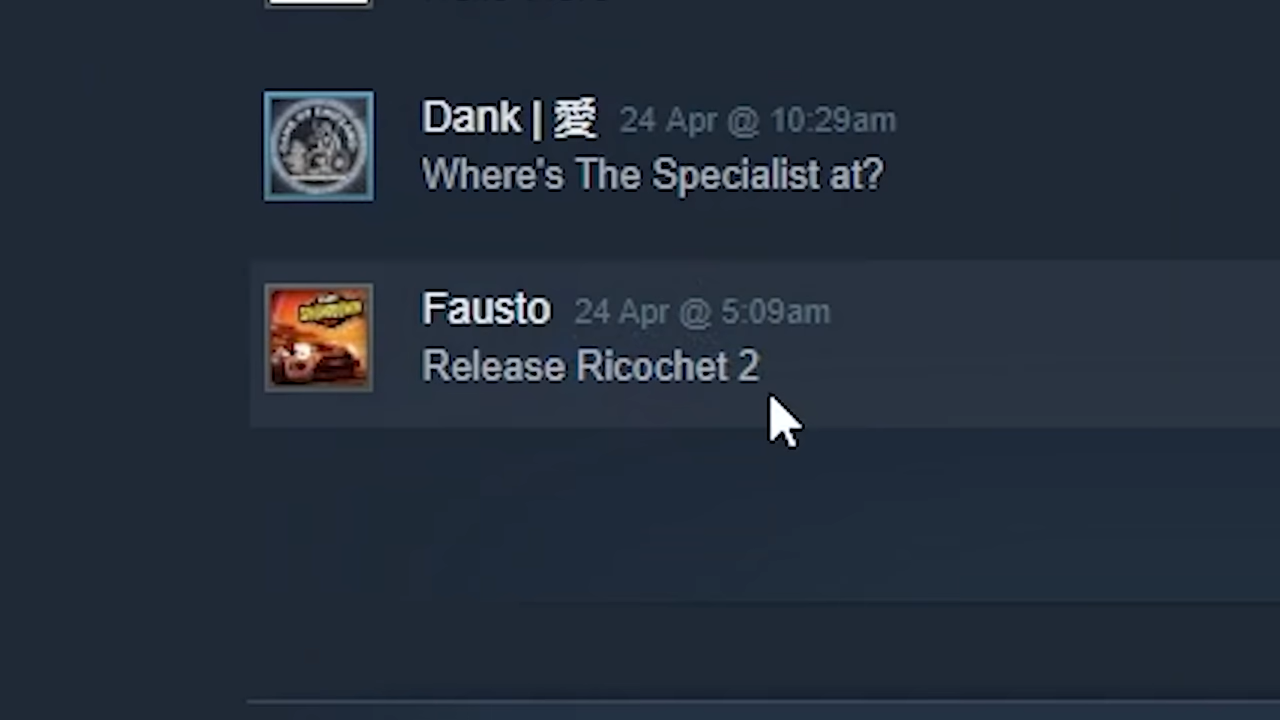 Dank | 愛 24 Apr @ 10:29am
Where's The Specialist at?
Fausto 24 Apr @ 5:09am
Release Ricochet 2